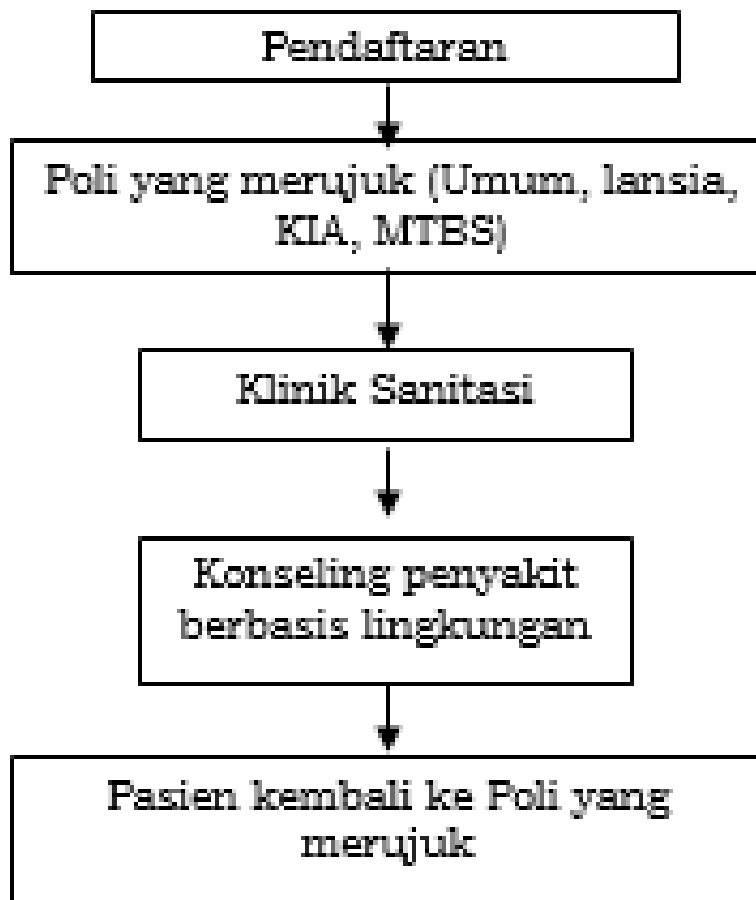 Pendaftaran
Poli yang merujuk (Umum, lansia,
KIA, MTBS)
Klinik Sanitasi
Konseling penyakit
berbasis lingkungan
Pasien kembali ke Poli yang
merujuk